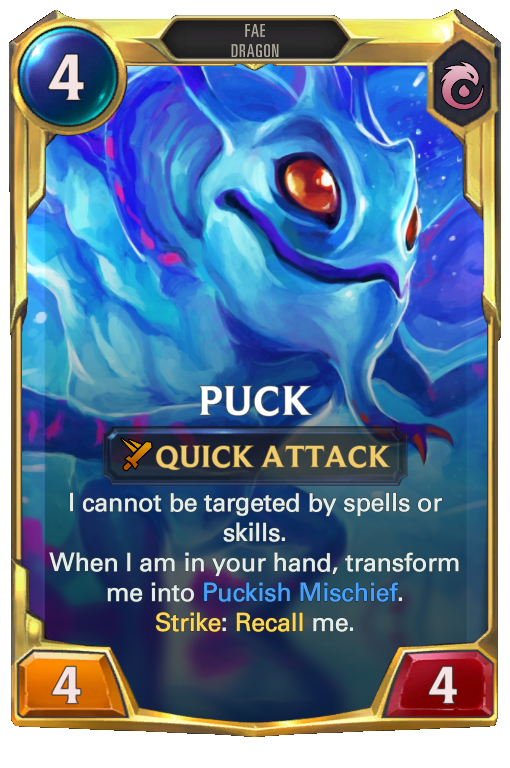 FAE
DRAGON
4
PUCK
QUICK ATTACK
I cannot be targeted by spells or
skills.
When I am in your hand, transform
me into Puckish Mischief.
Strike: Recall me.
4
4